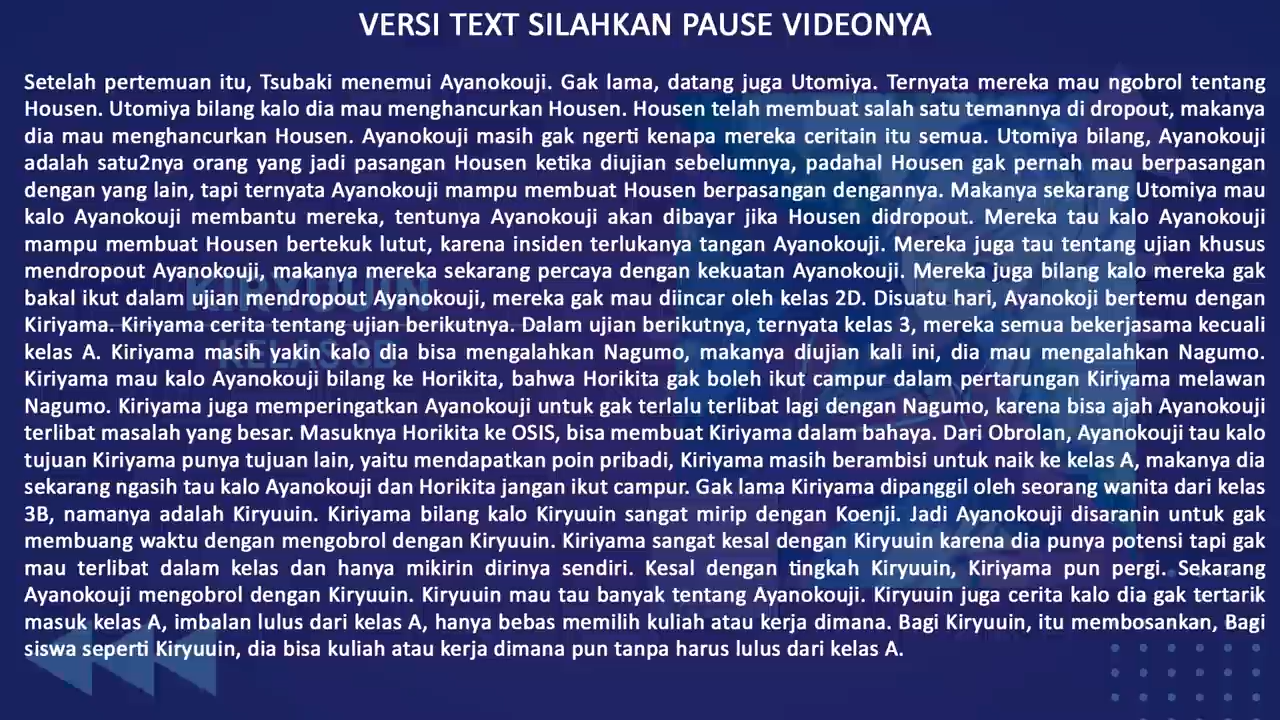 VERSI TEXT SILAHKAN PAUSE VIDEONYA
Setelah pertemuan itu, Tsubaki menemui Ayanokouji. Gak lama, datang juga Utomiya. Ternyata mereka mau ngobrol tentang
Housen. Utomiya bilang kalo dia mau menghancurkan Housen. Housen telah membuat salah satu temannya di dropout, makanya
dia mau menghancurkan Housen. Ayanokouji masih gak ngerti kenapa mereka ceritain itu semua. Utomiya bilang, Ayanokouji
adalah satu2nya orang yang jadi pasangan Housen ketika diujian sebelumnya, padahal Housen gak pernah mau berpasangan
dengan yang lain, tapi ternyata Ayanokouji mampu membuat Housen berpasangan dengannya. Makanya sekarang Utomiya mau
kalo Ayanokouji membantu mereka, tentunya Ayanokouji akan dibayar jika Housen didropout. Mereka tau kalo Ayanokouji
mampu membuat Housen bertekuk lutut, karena insiden terlukanya tangan Ayanokouji. Mereka juga tau tentang ujian khusus
mendropout Ayanokouji, makanya mereka sekarang percaya dengan kekuatan Ayanokouji. Mereka juga bilang kalo mereka gak
bakal ikut dalam ujian mendropout Ayanokouji, mereka gak mau diincar oleh kelas 2D. Disuatu hari, Ayanokoji bertemu dengan
Kiriyama. Kiriyama cerita tentang ujian berikutnya. Dalam ujian berikutnya, ternyata kelas 3, mereka semua bekerjasama kecuali
kelas A. Kiriyama masih yakin kalo dia bisa mengalahkan Nagumo, makanya diujian kali ini, dia mau mengalahkan Nagumo.
Kiriyama mau kalo Ayanokouji bilang ke Horikita, bahwa Horikita gak boleh ikut campur dalam pertarungan Kiriyama melawan
Nagumo. Kiriyama juga memperingatkan Ayanokouji untuk gak terlalu terlibat lagi dengan Nagumo, karena bisa ajah Ayanokouji
terlibat masalah yang besar. Masuknya Horikita ke OSIS, bisa membuat Kiriyama dalam bahaya. Dari Obrolan, Ayanokouji tau kalo
tujuan Kiriyama punya tujuan lain, yaitu mendapatkan poin pribadi, Kiriyama masih berambisi untuk naik ke kelas A, makanya dia
sekarang ngasih tau kalo Ayanokouji dan Horikita jangan ikut campur. Gak lama Kiriyama dipanggil oleh seorang wanita dari kelas
3B, namanya adalah Kiryuuin. Kiriyama bilang kalo Kiryuuin sangat mirip dengan Koenji. Jadi Ayanokouji disaranin untuk gak
membuang waktu dengan mengobrol dengan Kiryuuin. Kiriyama sangat kesal dengan Kiryuuin karena dia punya potensi tapi gak
mau terlibat dalam kelas dan hanya mikirin dirinya sendiri. Kesal dengan tingkah Kiryuuin, Kiriyama pun pergi. Sekarang
Ayanokouji mengobrol dengan Kiryuuin. Kiryuuin mau tau banyak tentang Ayanokouji. Kiryuuin juga cerita kalo dia gak tertarik
masuk kelas A, imbalan lulus dari kelas A, hanya bebas memilih kuliah atau kerja dimana. Bagi Kiryuuin, itu membosankan, Bagi
siswa seperti Kiryuuin, dia bisa kuliah atau kerja dimana pun tanpa harus lulus dari kelas A.